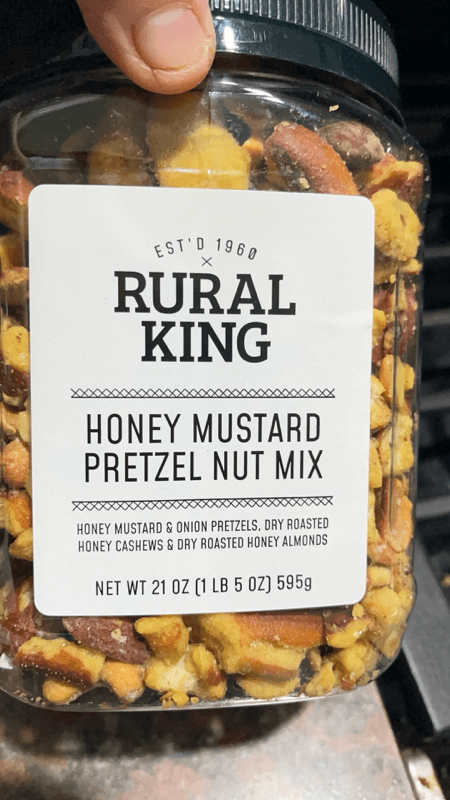 EST'D 1960
×
RURAL
KING
HONEY MUSTARD
PRETZEL NUT MIX
HONEY MUSTARD & ONION PRETZELS, DRY ROASTED
HONEY CASHEWS & DRY ROASTED HONEY ALMONDS
NET WT 21 OZ (1 LB 5 OZ) 595g